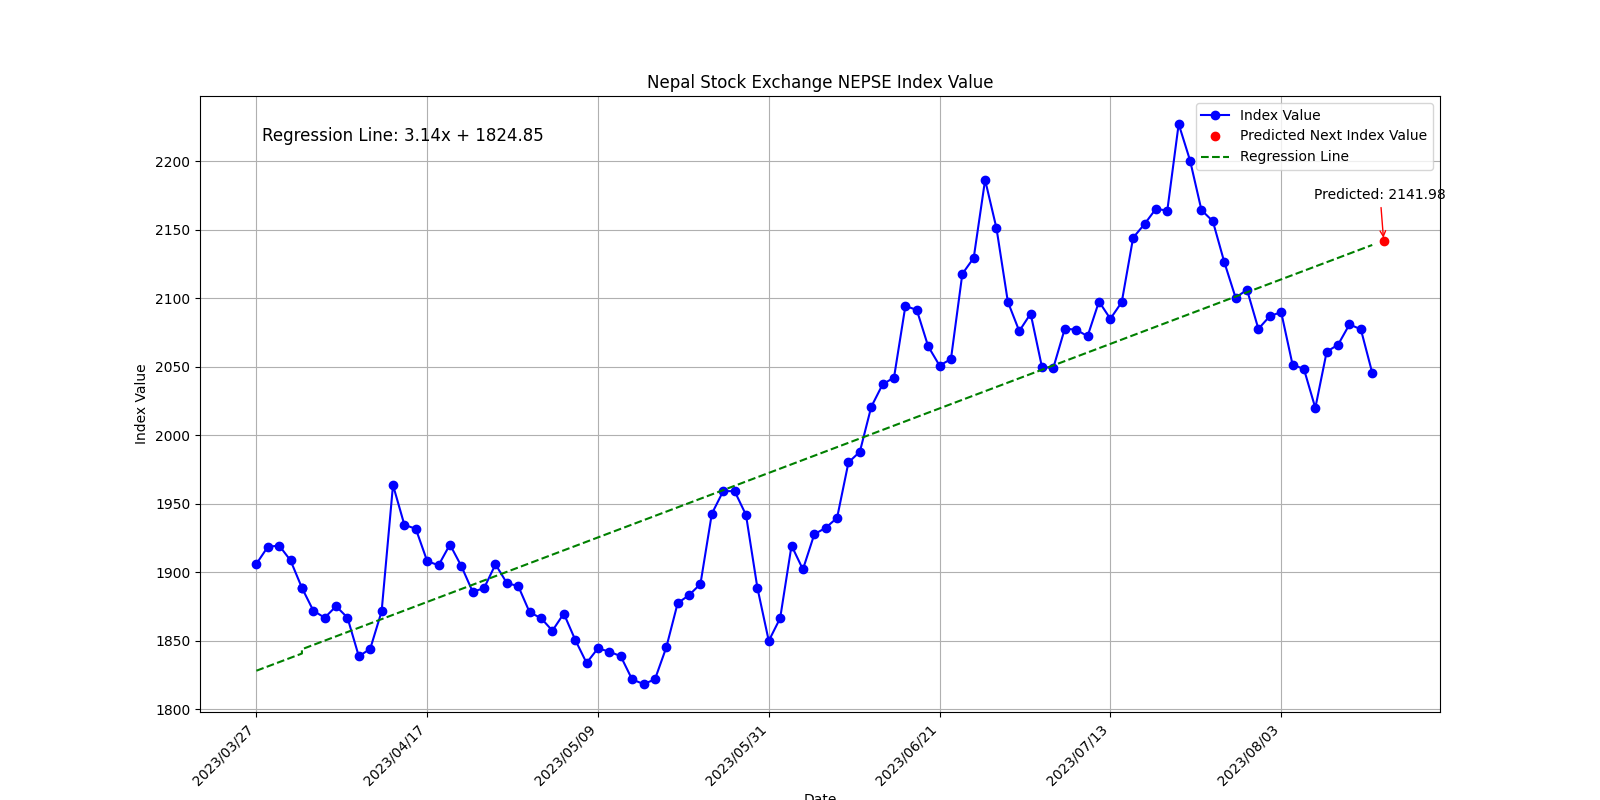 Nepal Stock Exchange NEPSE Index Value
Regression Line: 3.14x + 1824.85
Index Value
Predicted Next Index Value
Regression Line
Predicted: 2141.98
2200
2150
2100
2050
2000
1950
1900
1850
1800
Index Value
2023/03/27
2023/04/17
2023/05/09
2023/05/31
2023/06/21
2023/07/13
2023/08/03
Date